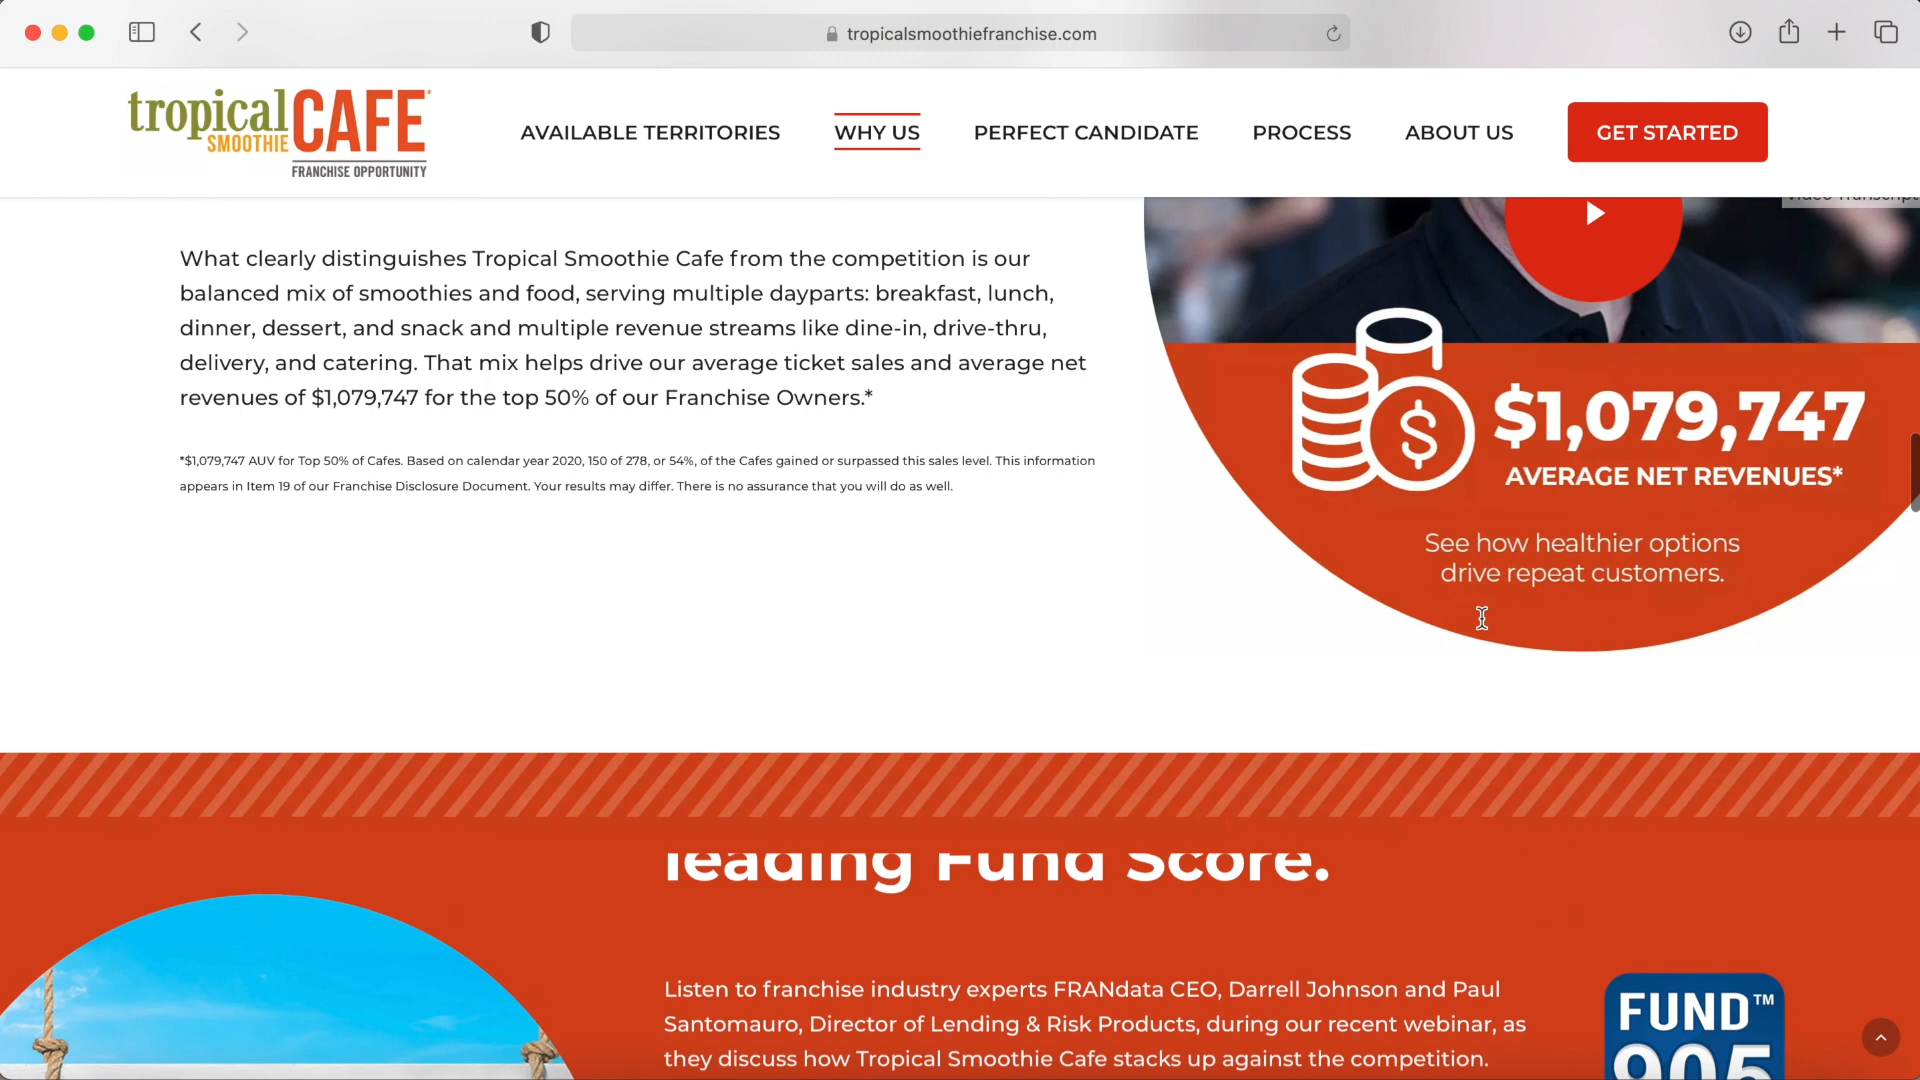 tropicalsmoothiefranchise.com
tropical SMOOTHIE CAFE
FRANCHISE OPPORTUNITY
AVAILABLE TERRITORIES
WHY US
PERFECT CANDIDATE
PROCESS
ABOUT US
GET STARTED
What clearly distinguishes Tropical Smoothie Cafe from the competition is our
balanced mix of smoothies and food, serving multiple dayparts: breakfast, lunch,
dinner, dessert, and snack and multiple revenue streams like dine-in, drive-thru,
delivery, and catering. That mix helps drive our average ticket sales and average net
revenues of $1,079,747 for the top 50% of our Franchise Owners.*
*$1,079,747 AUV for Top 50% of Cafes. Based on calendar year 2020, 150 of 278, or 54%, of the Cafes gained or surpassed this sales level. This information
appears in Item 19 of our Franchise Disclosure Document. Your results may differ. There is no assurance that you will do as well.
$
$1,079,747
AVERAGE NET REVENUES*
See how healthier options
drive repeat customers.
leading Fund Score.
Listen to franchise industry experts FRANdata CEO, Darrell Johnson and Paul
Santomauro, Director of Lending & Risk Products, during our recent webinar, as
they discuss how Tropical Smoothie Cafe stacks up against the competition.
FUND™
905